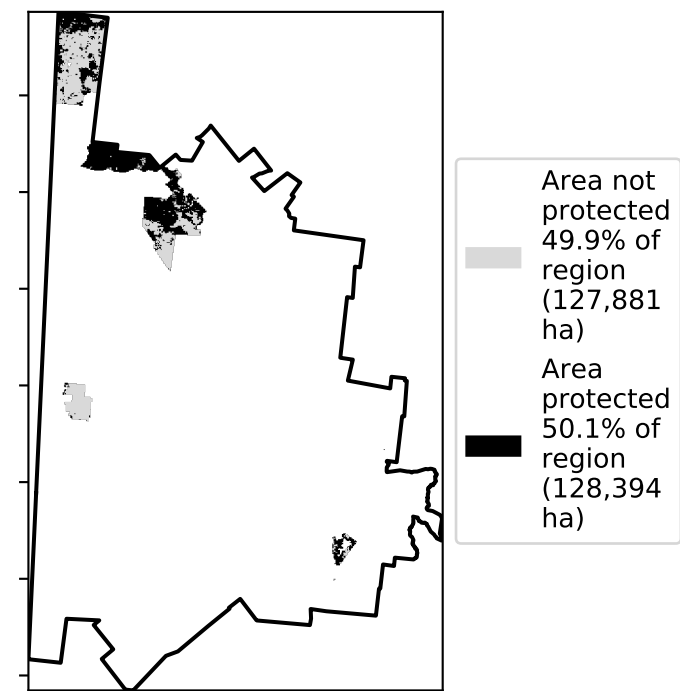 Area not
protected
49.9% of
region
(127,881
ha)
Area
protected
50.1% of
region
(128,394
ha)